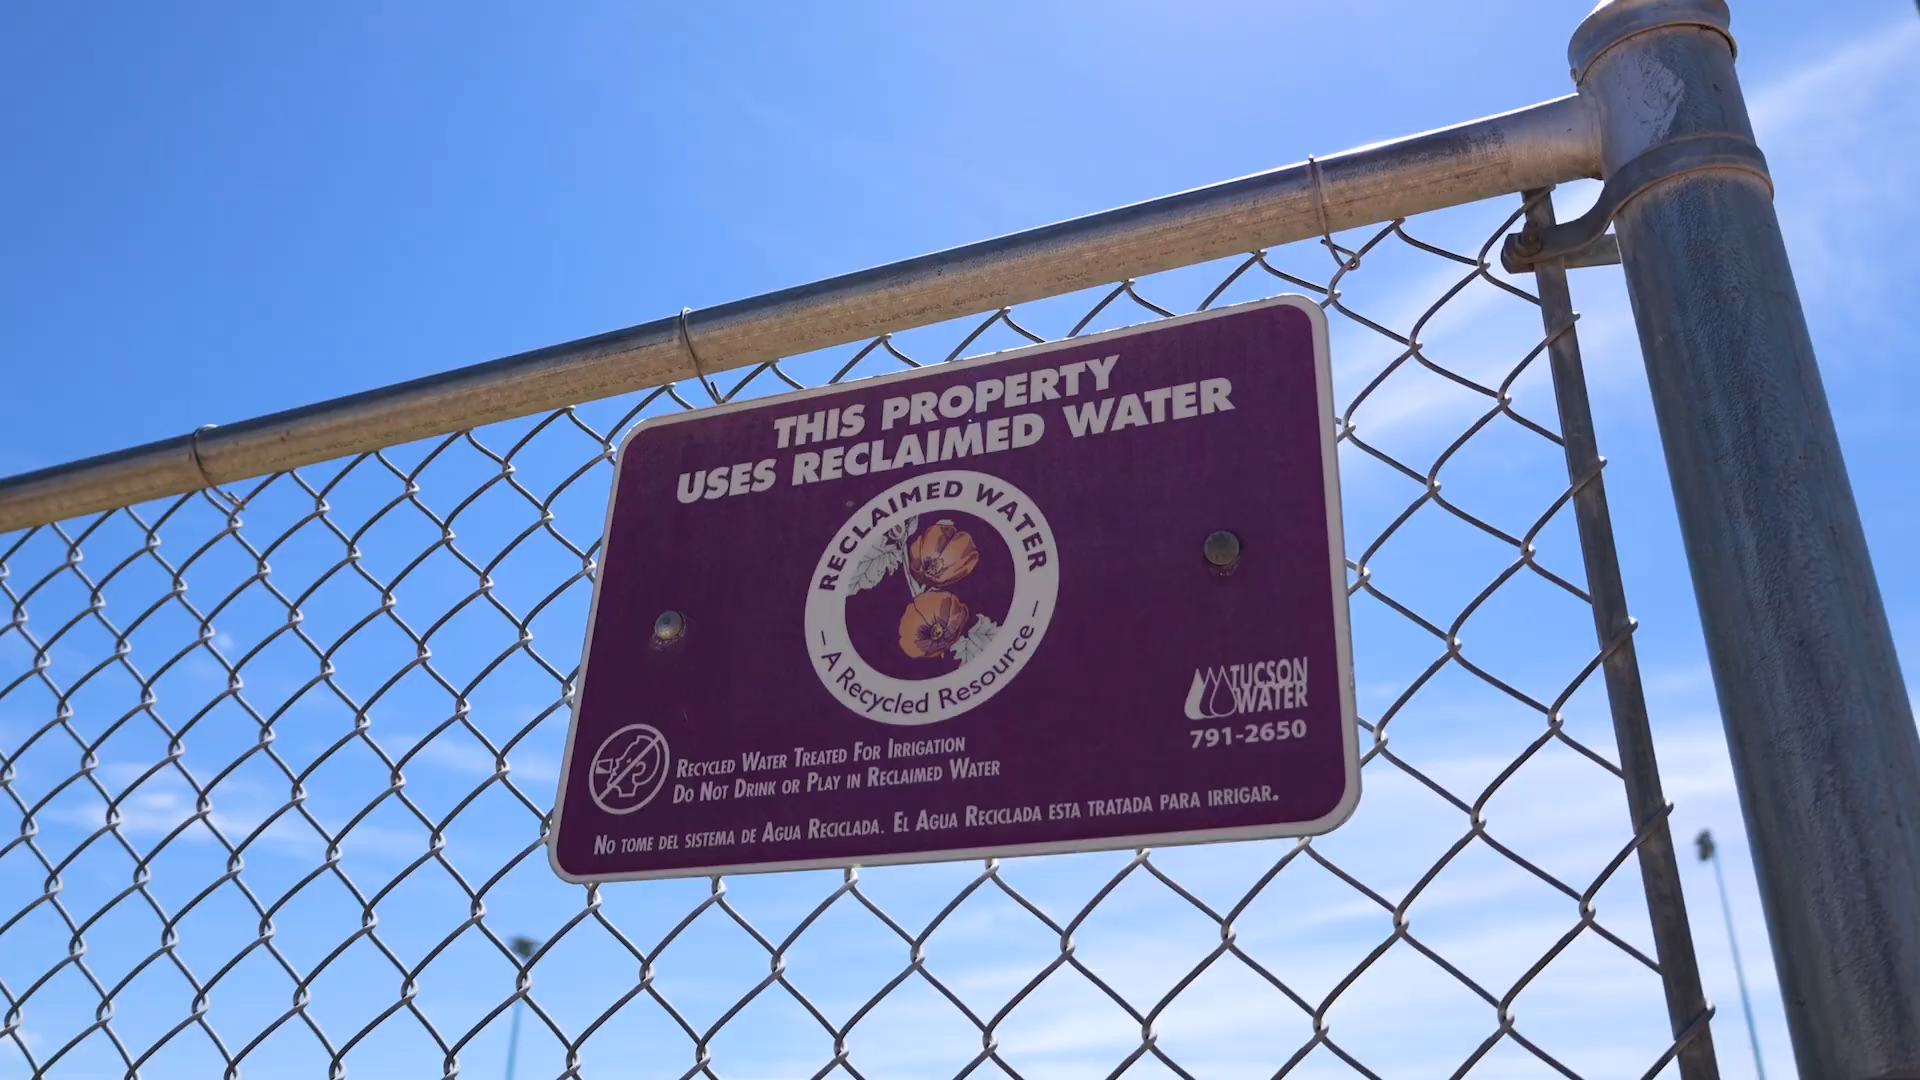 THIS PROPERTY
USES RECLAIMED WATER
RECLAIMED WATER
– A Recycled Resource –
TUCSON
WATER
791-2650
RECYCLED WATER TREATED FOR IRRIGATION
DO NOT DRINK OR PLAY IN RECLAIMED WATER
NO TOME DEL SISTEMA DE AGUA RECICLADA. EL AGUA RECICLADA ESTA TRATADA PARA IRRIGAR.